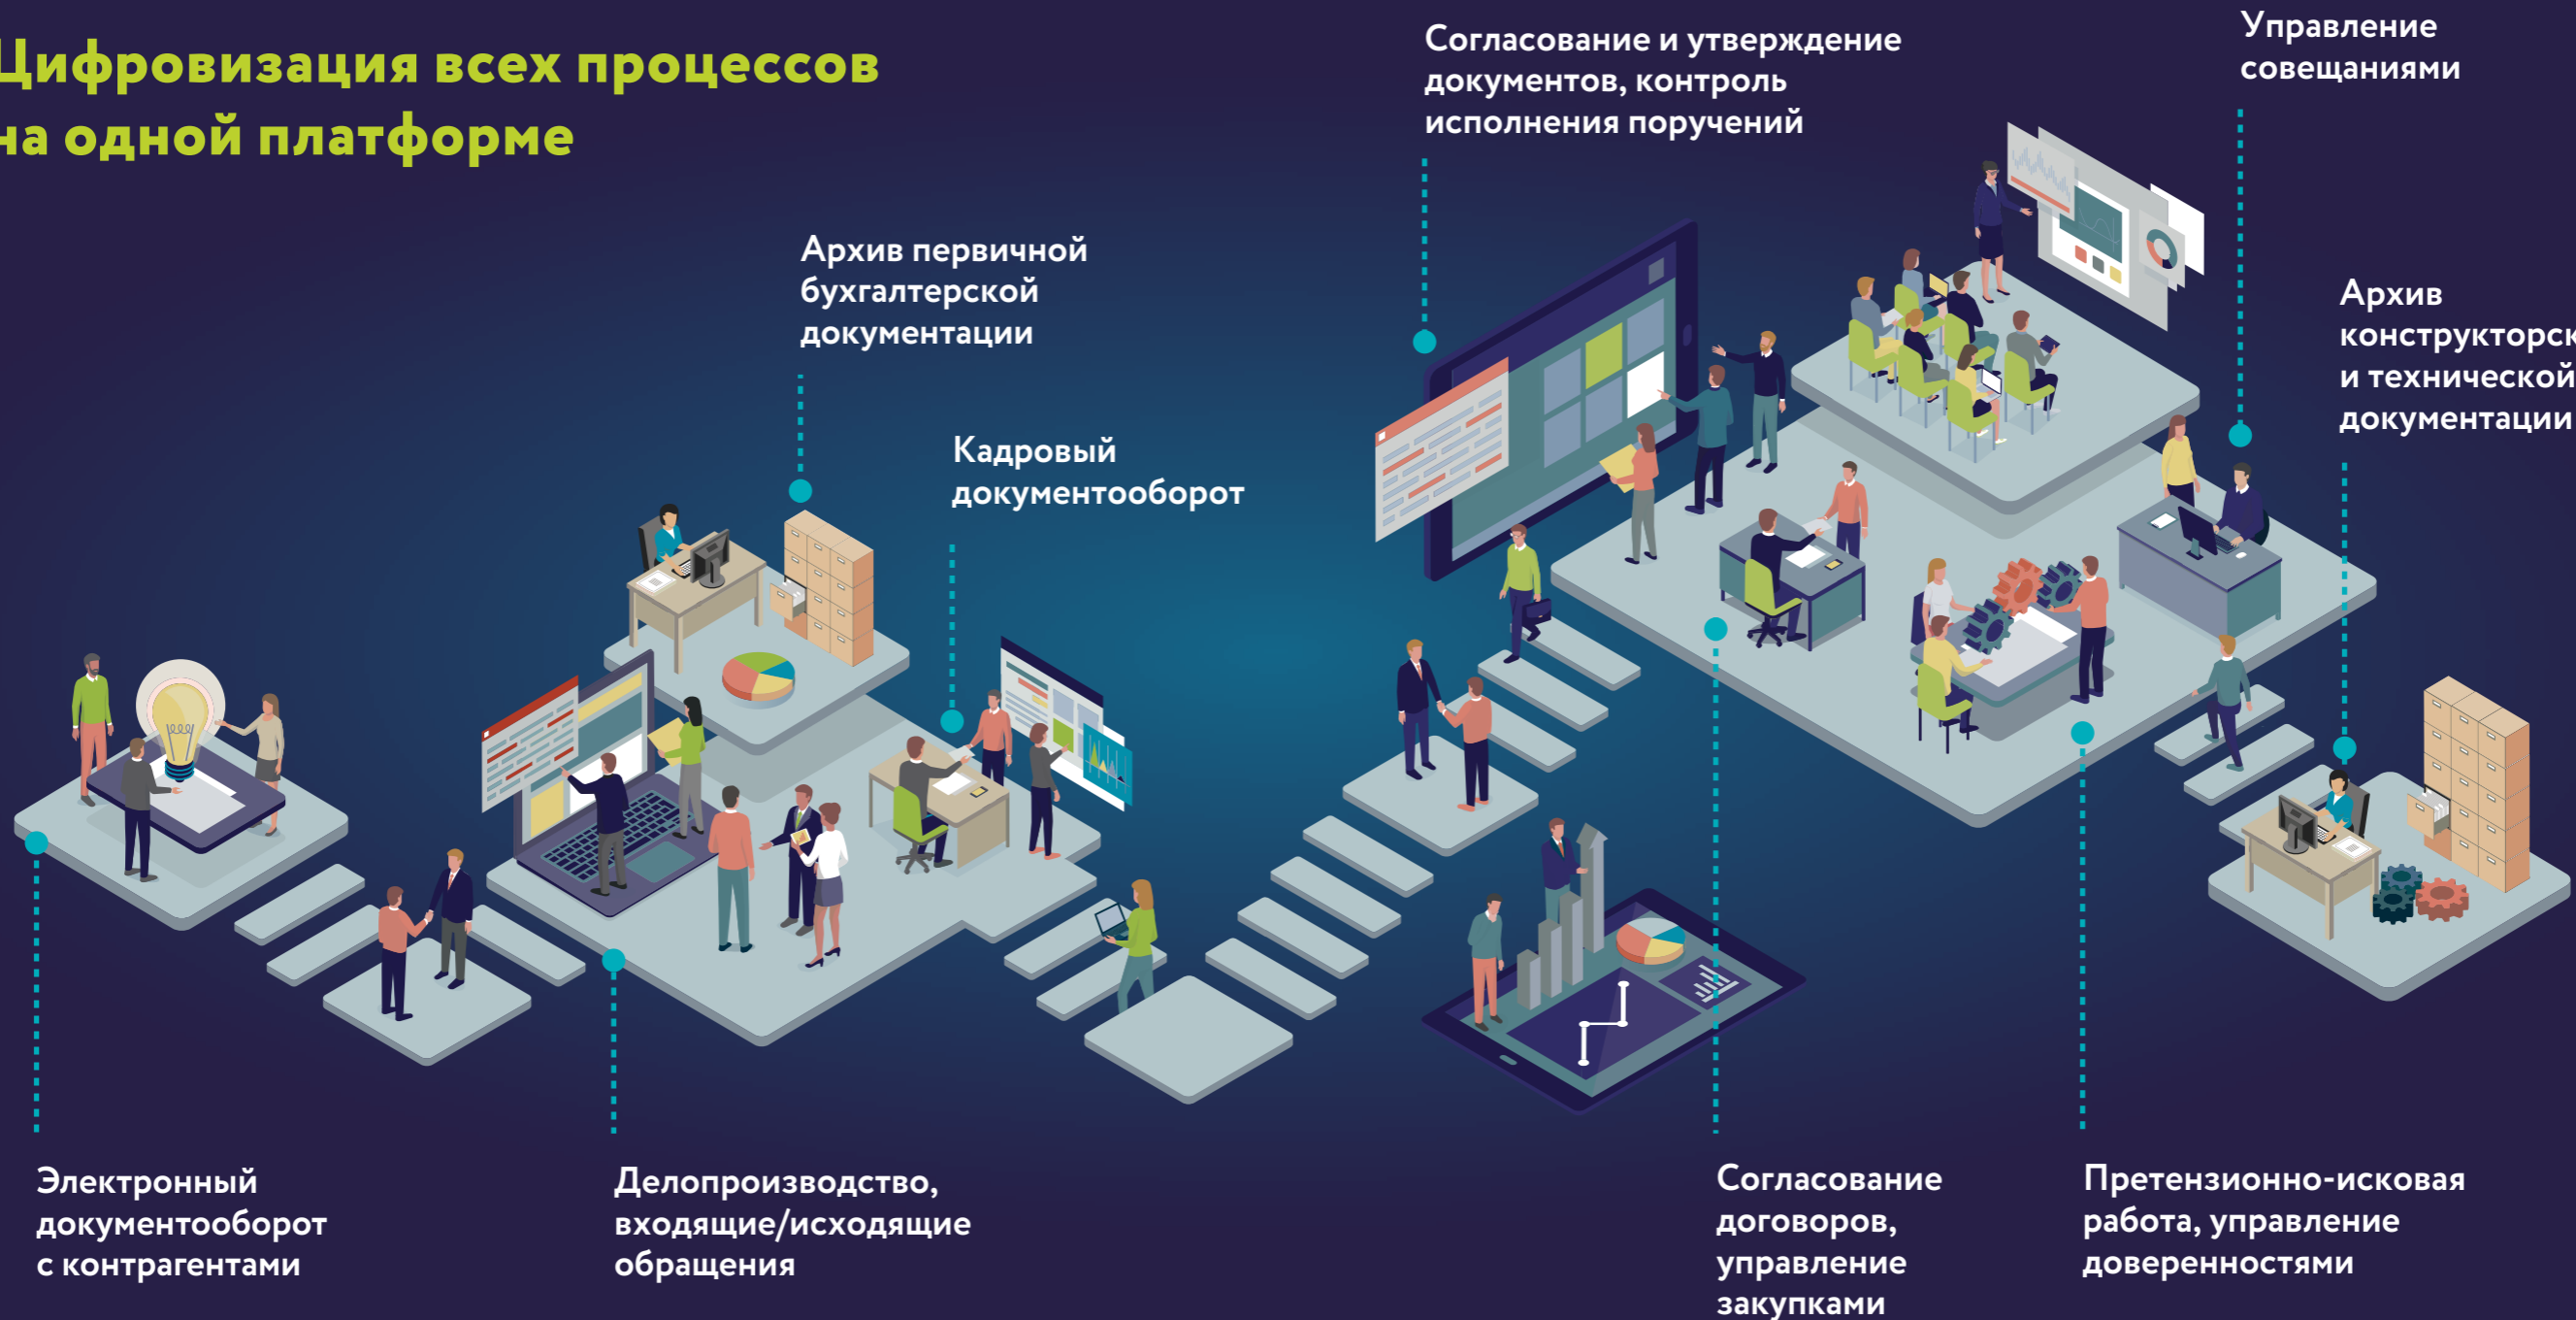 Цифровизация всех процессов
на одной платформе
Согласование и утверждение
документов, контроль
исполнения поручений
Управление
совещаниями
Архив первичной
бухгалтерской
документации
Архив
конструкторск
и технической
документации
Кадровый
документооборот
Электронный
документооборот
с контрагентами
Делопроизводство,
входящие/исходящие
обращения
Согласование
договоров,
управление
закупками
Претензионно-исковая
работа, управление
доверенностями